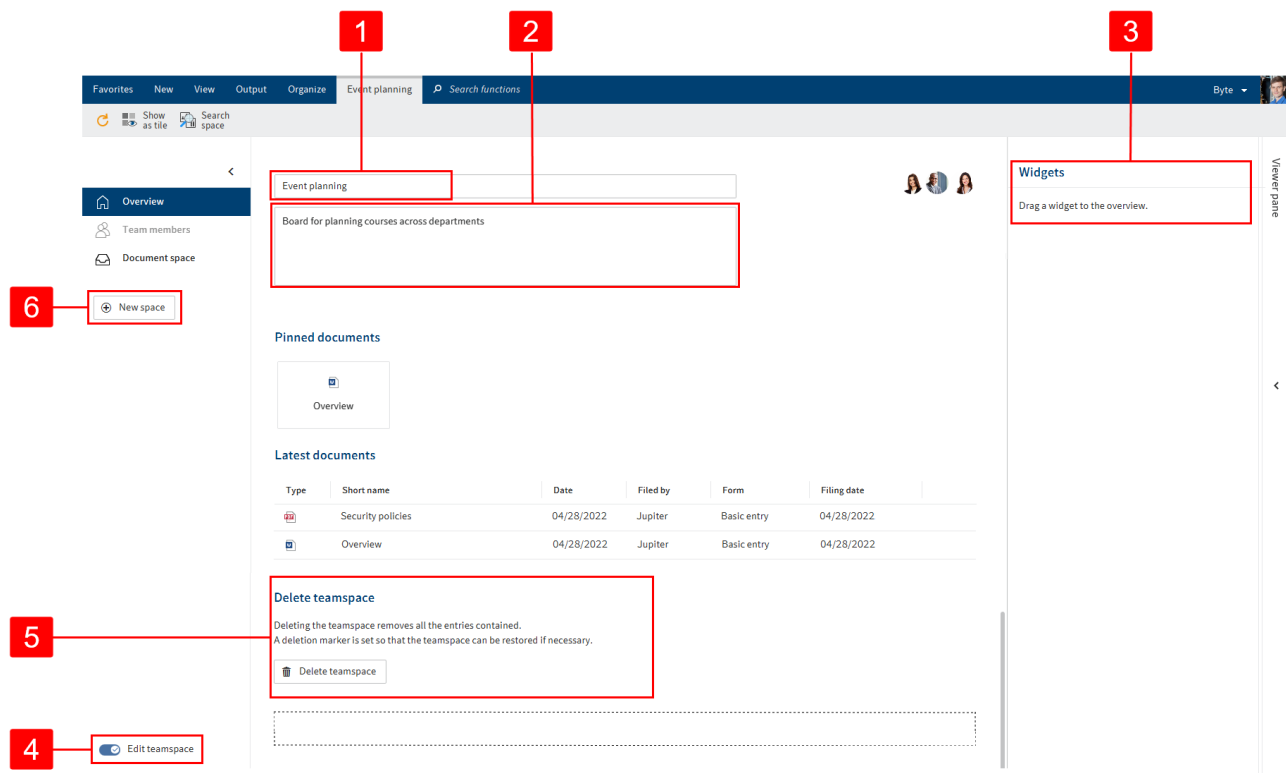 1
2
3
Favorites New View Output Organize Event planning Search functions Byte
Show as tile
Search space
Widgets
Drag a widget to the overview.
Viewer pane
Event planning
Board for planning courses across departments
Overview
Team members
Document space
6
New space
Pinned documents
Overview
Latest documents
Type Short name Date Filed by Form Filing date
Security policies 04/28/2022 Jupiter Basic entry 04/28/2022
Overview 04/28/2022 Jupiter Basic entry 04/28/2022
5
Delete teamspace
Deleting the teamspace removes all the entries contained.
A deletion marker is set so that the teamspace can be restored if necessary.
Delete teamspace
4
Edit teamspace